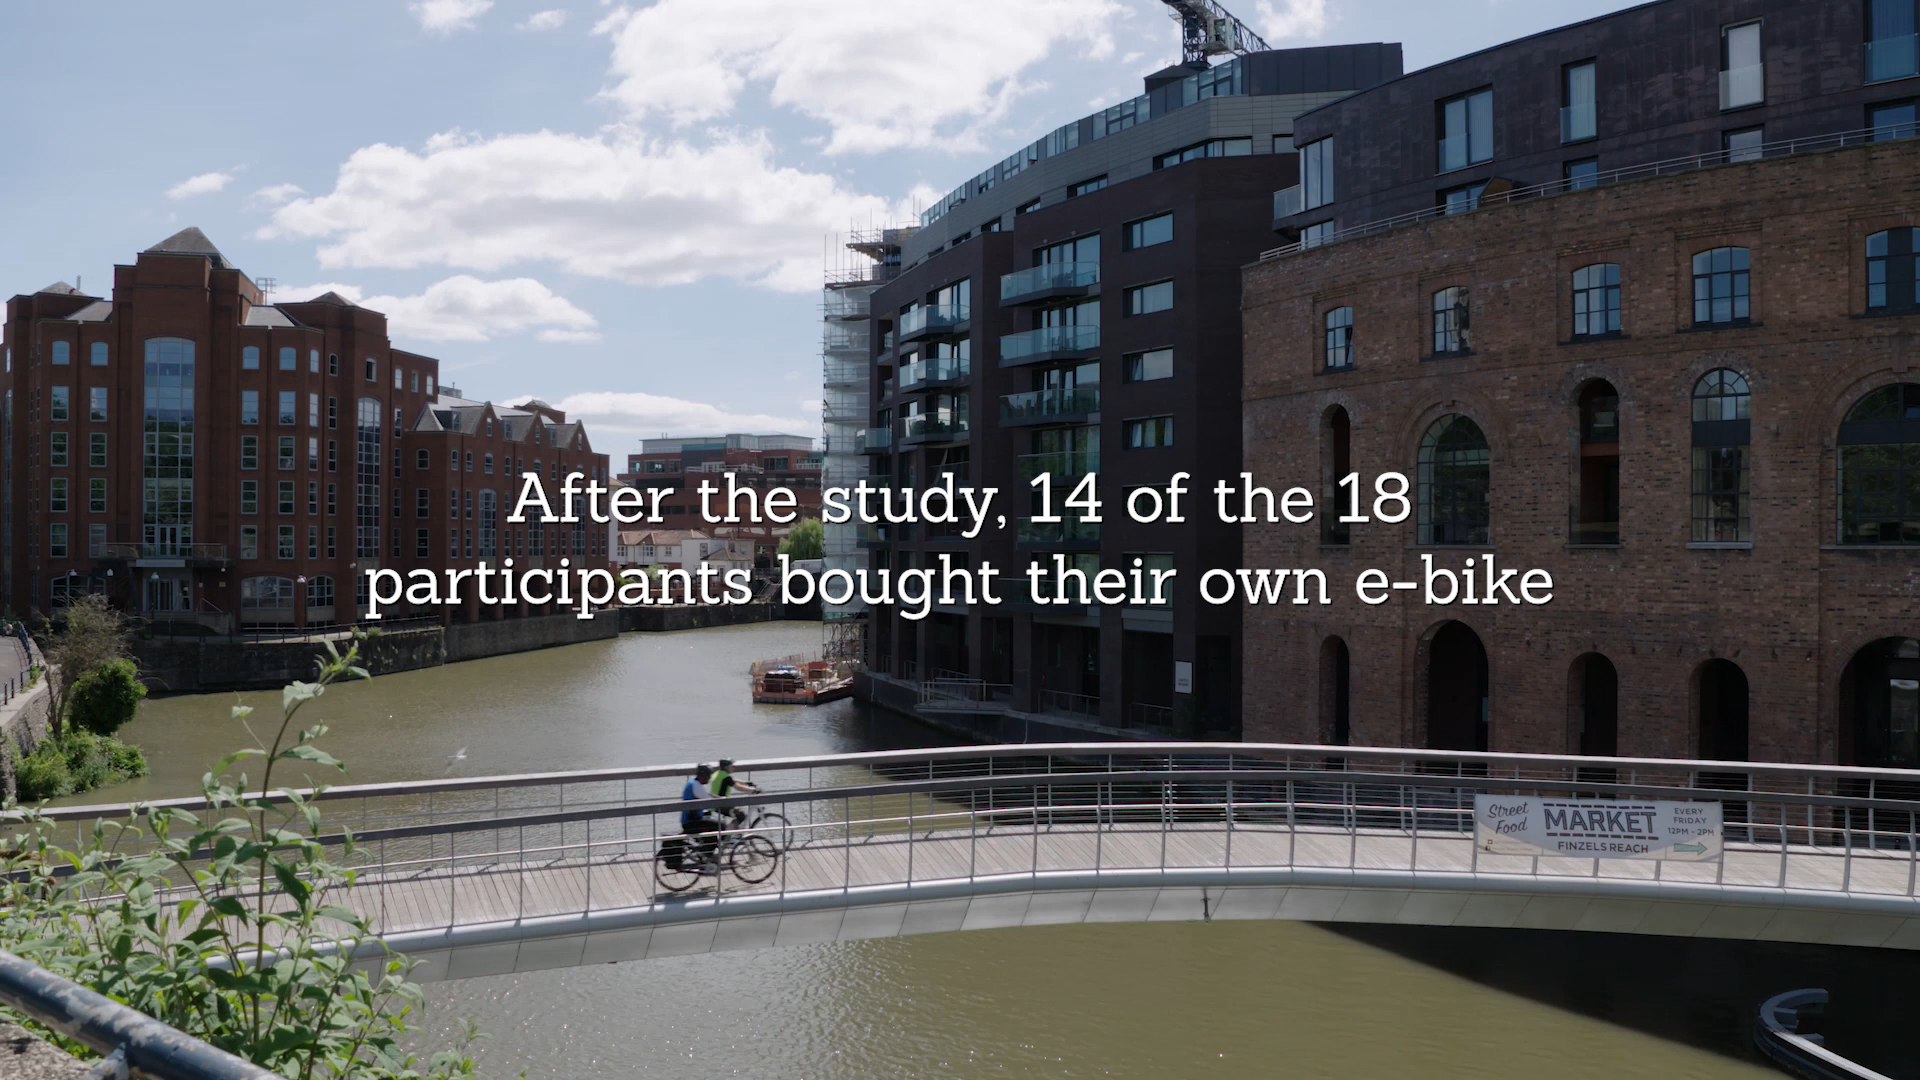 After the study, 14 of the 18
participants bought their own e-bike
Street
Food
MARKET
FINZELS REACH
EVERY
FRIDAY
12PM - 2PM